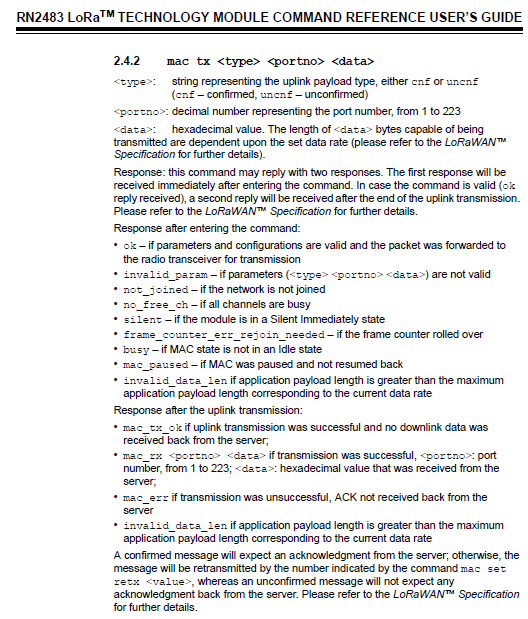 RN2483 LoRa™ TECHNOLOGY MODULE COMMAND REFERENCE USER'S GUIDE
2.4.2 mac tx <type> <portno> <data>
<type>: string representing the uplink payload type, either cnf or uncnf
(cnf – confirmed, uncnf – unconfirmed)
<portno>: decimal number representing the port number, from 1 to 223
<data>: hexadecimal value. The length of <data> bytes capable of being
transmitted are dependent upon the set data rate (please refer to the LoRaWAN™
Specification for further details).
Response: this command may reply with two responses. The first response will be
received immediately after entering the command. In case the command is valid (ok
reply received), a second reply will be received after the end of the uplink transmission.
Please refer to the LoRaWAN™ Specification for further details.
Response after entering the command:
• ok – if parameters and configurations are valid and the packet was forwarded to
the radio transceiver for transmission
• invalid_param – if parameters (<type> <portno> <data>) are not valid
• not_joined – if the network is not joined
• no_free_ch – if all channels are busy
• silent – if the module is in a Silent Immediately state
• frame_counter_err_rejoin_needed – if the frame counter rolled over
• busy – if MAC state is not in an Idle state
• mac_paused – if MAC was paused and not resumed back
• invalid_data_len if application payload length is greater than the maximum
application payload length corresponding to the current data rate
Response after the uplink transmission:
• mac_tx_ok if uplink transmission was successful and no downlink data was
received back from the server;
• mac_rx <portno> <data> if transmission was successful, <portno>: port
number, from 1 to 223; <data>: hexadecimal value that was received from the
server;
• mac_err if transmission was unsuccessful, ACK not received back from the
server
• invalid_data_len if application payload length is greater than the maximum
application payload length corresponding to the current data rate
A confirmed message will expect an acknowledgment from the server; otherwise, the
message will be retransmitted by the number indicated by the command mac set
retx <value>, whereas an unconfirmed message will not expect any
acknowledgment back from the server. Please refer to the LoRaWAN™ Specification
for further details.